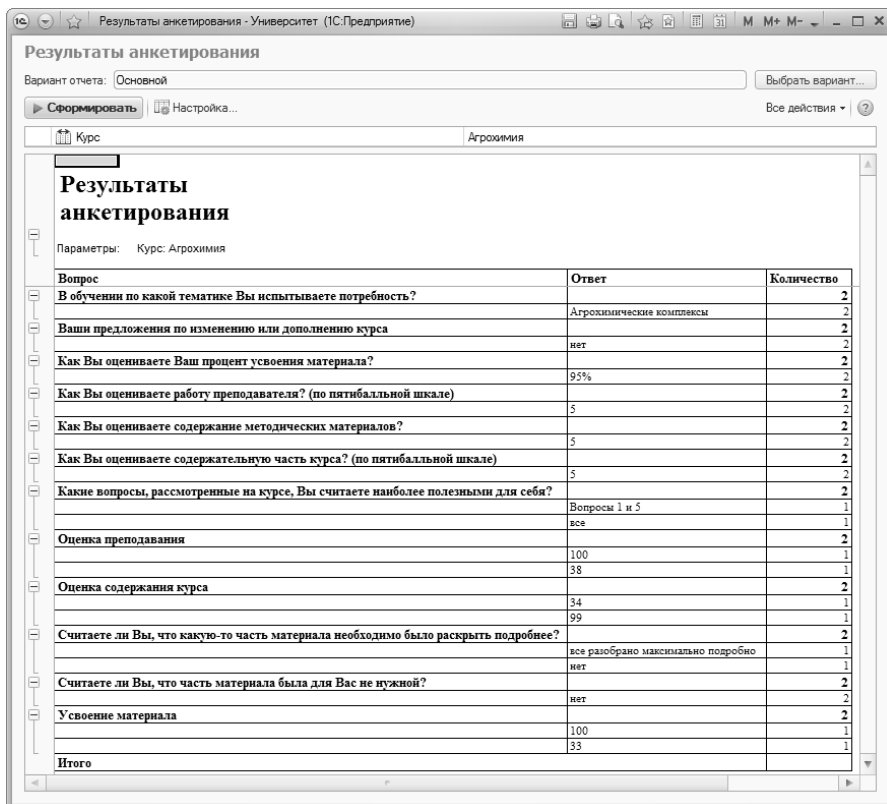 Результаты анкетирования - Университет (1С:Предприятие)
M M+ M-
Результаты анкетирования
Вариант отчета: Основной Выбрать вариант...
Сформировать Настройка... Все действия
Курс Агрохимия
Результаты
анкетирования
Параметры: Курс: Агрохимия
Вопрос Ответ Количество
В обучении по какой тематике Вы испытываете потребность? 2
Агрохимические комплексы 2
Ваши предложения по изменению или дополнению курса 2
нет 2
Как Вы оцениваете Ваш процент усвоения материала? 2
95% 2
Как Вы оцениваете работу преподавателя? (по пятибалльной шкале) 2
5 2
Как Вы оцениваете содержание методических материалов? 2
5 2
Как Вы оцениваете содержательную часть курса? (по пятибалльной шкале) 2
5 2
Какие вопросы, рассмотренные на курсе, Вы считаете наиболее полезными для себя? 2
Вопросы 1 и 5 1
все 1
Оценка преподавания 2
100 1
38 1
Оценка содержания курса 2
34 1
99 1
Считаете ли Вы, что какую-то часть материала необходимо было раскрыть подробнее? 2
все разобрано максимально подробно 1
нет 1
Считаете ли Вы, что часть материала была для Вас не нужной? 2
нет 2
Усвоение материала 2
100 1
33 1
Итого